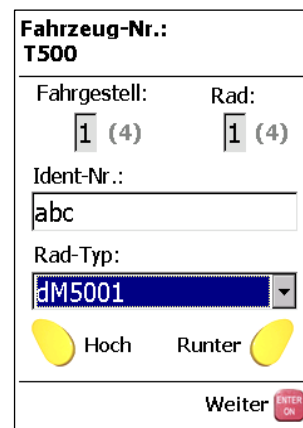 Fahrzeug-Nr.:
T500
Fahrgestell: Rad:
1 (4) 1 (4)
Ident-Nr.:
abc
Rad-Typ:
dM5001
Hoch Runter
Weiter ENTER ON